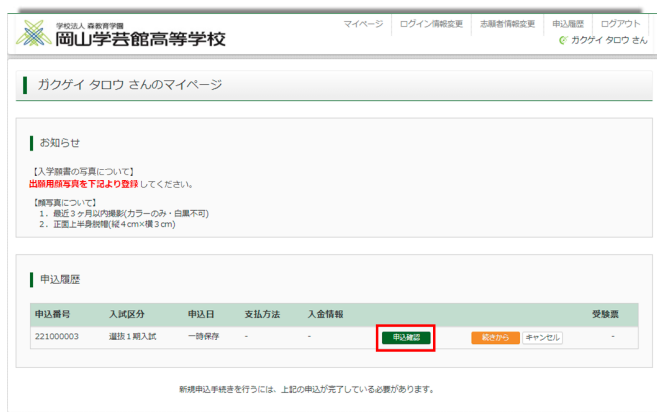 学校法人 森教育学園
岡山学芸館高等学校
マイページ ログイン情報変更 志願者情報変更 申込履歴 ログアウト
ガクゲイ タロウ さん
ガクゲイ タロウ さんのマイページ
お知らせ
【入学願書の写真について】
出願用顔写真を下記より登録してください。
【顔写真について】
1. 最近3ヶ月以内撮影(カラーのみ・白黒不可)
2. 正面上半身脱帽(縦4cm×横3cm)
申込履歴
申込番号 入試区分 申込日 支払方法 入金情報 受験票
221000003 選抜1期入試 一時保存 - - 申込確認 続きから キャンセル -
新規申込手続きを行うには、上記の申込が完了している必要があります。